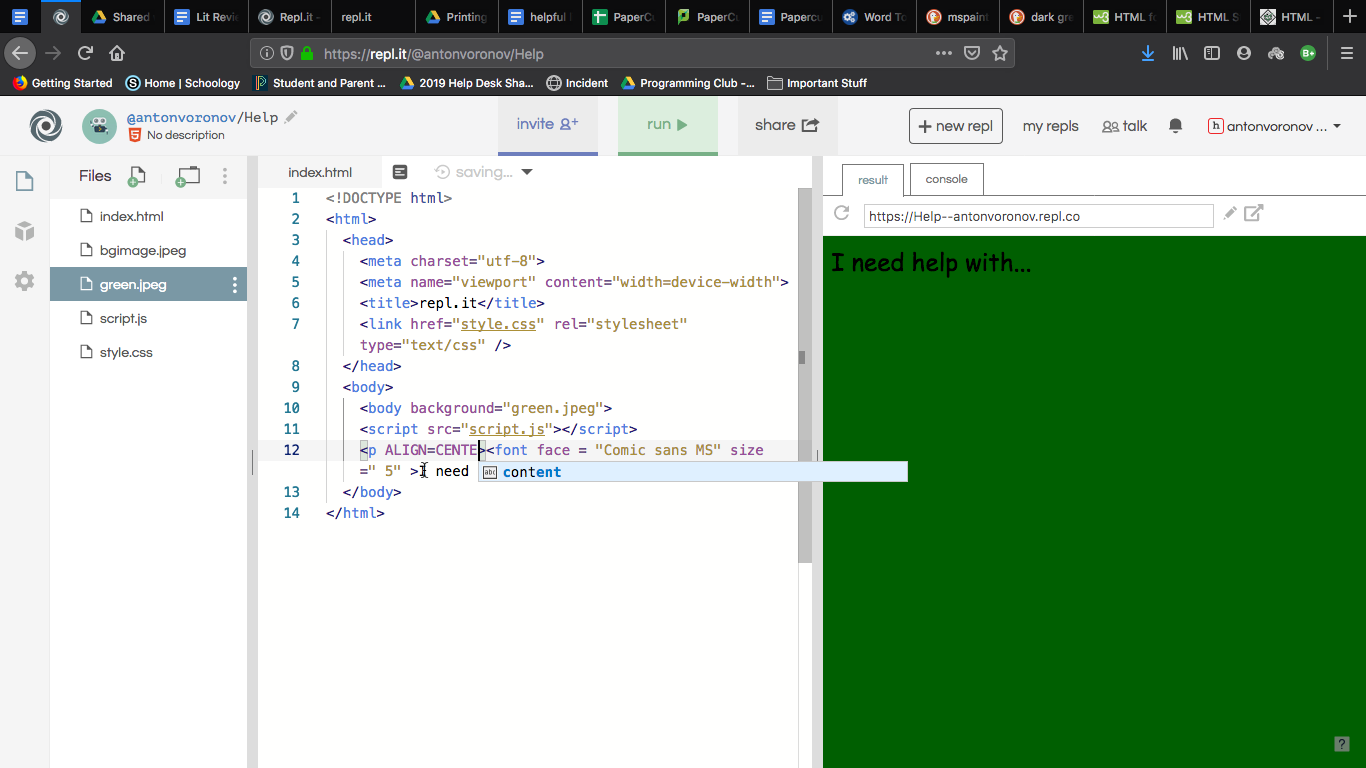 Shared Lit Revi Repl.it - repl.it Printing helpful PaperCu PaperCu Papercu Word To mspaint dark gre HTML fo HTML S HTML -
https://repl.it/@antonvoronov/Help
Getting Started Home | Schoology Student and Parent ... 2019 Help Desk Sha... Incident Programming Club -... Important Stuff
@antonvoronov/Help
No description
invite run share + new repl my repls talk antonvoronov ...
Files
index.html
bgimage.jpeg
green.jpeg
script.js
style.css
index.html saving...
1 <!DOCTYPE html>
2 <html>
3 <head>
4 <meta charset="utf-8">
5 <meta name="viewport" content="width=device-width">
6 <title>repl.it</title>
7 <link href="style.css" rel="stylesheet"
type="text/css" />
8 </head>
9 <body>
10 <body background="green.jpeg">
11 <script src="script.js"></script>
12 <p ALIGN=CENTE><font face = "Comic sans MS" size
=" 5" >I need
abc content
13 </body>
14 </html>
result console
https://Help--antonvoronov.repl.co
I need help with...
?